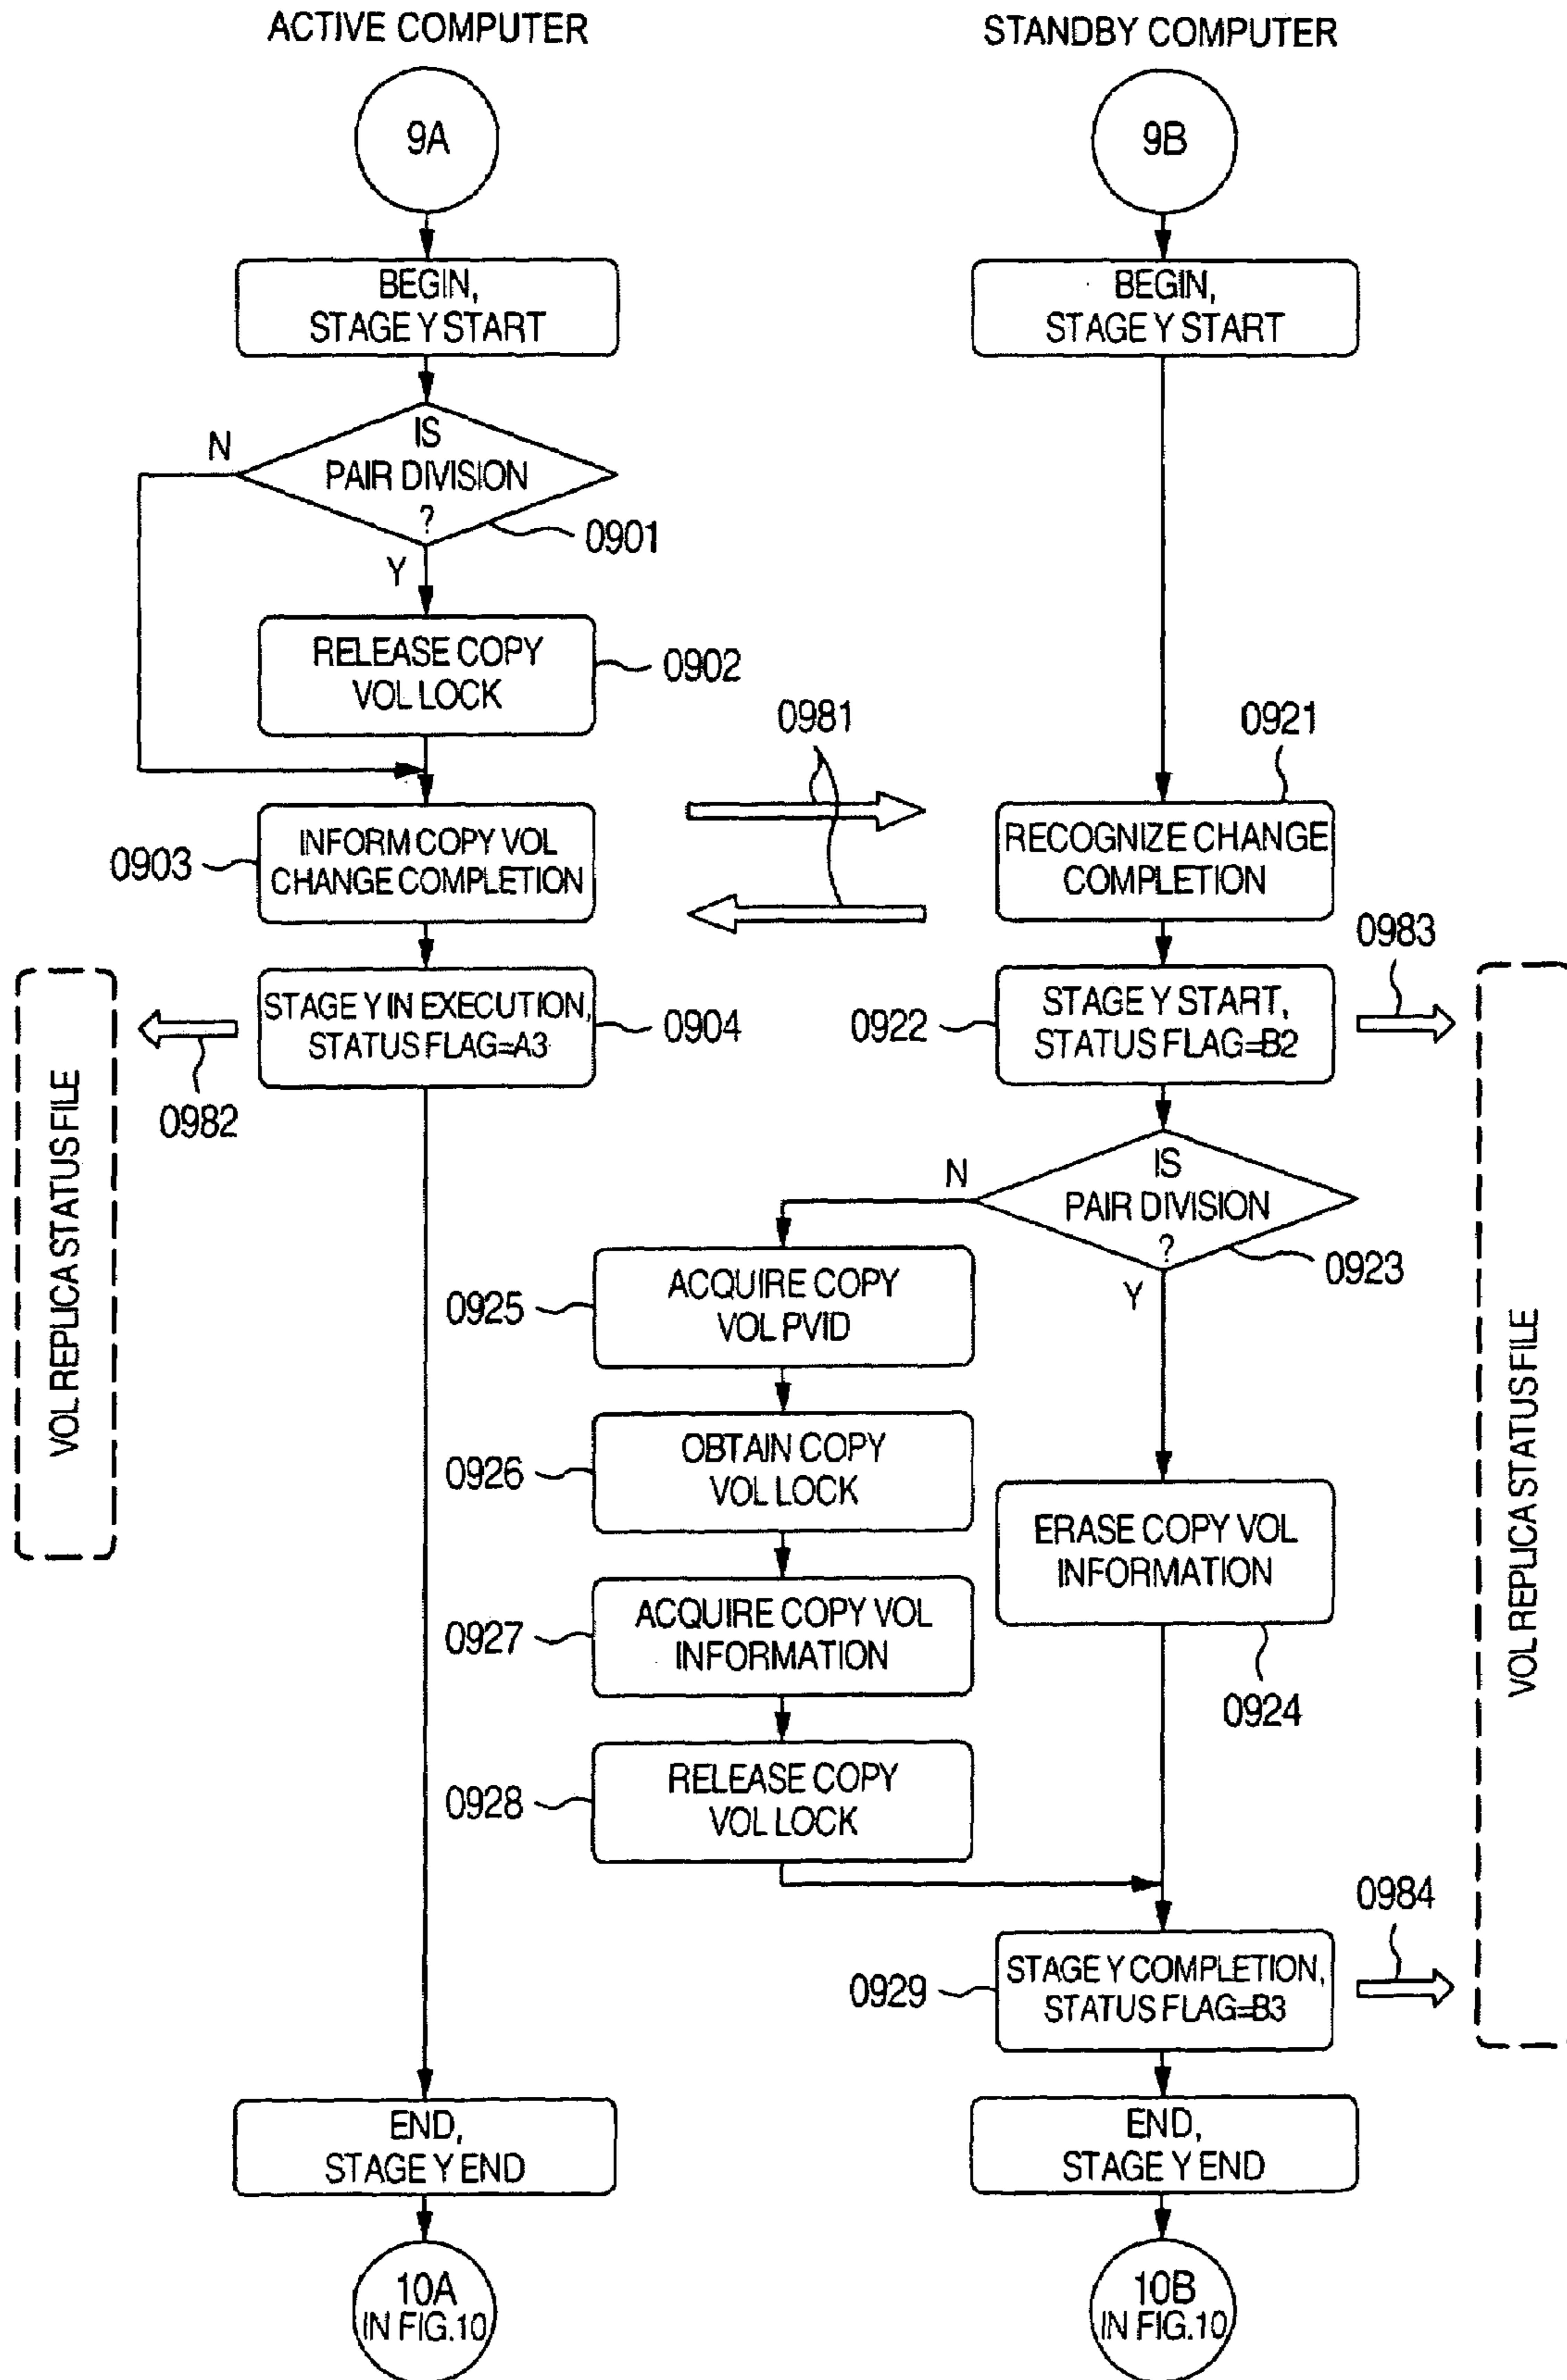 ACTIVE COMPUTER
STANDBY COMPUTER
9A
9B
BEGIN,
STAGE Y START
BEGIN,
STAGE Y START
IS
PAIR DIVISION
?
N
0901
Y
RELEASE COPY
VOL LOCK
0902
0981
0921
INFORM COPY VOL
CHANGE COMPLETION
0903
RECOGNIZE CHANGE
COMPLETION
0983
STAGE Y IN EXECUTION,
STATUS FLAG=A3
0904
0982
VOL REPLICA STATUS FILE
STAGE Y START,
STATUS FLAG=B2
0922
IS
PAIR DIVISION
?
N
0923
Y
ACQUIRE COPY
VOL PVID
0925
OBTAIN COPY
VOL LOCK
0926
ERASE COPY VOL
INFORMATION
0924
ACQUIRE COPY VOL
INFORMATION
0927
RELEASE COPY
VOL LOCK
0928
VOL REPLICA STATUS FILE
0984
STAGE Y COMPLETION,
STATUS FLAG=B3
0929
END,
STAGE Y END
END,
STAGE Y END
10A
IN FIG.10
10B
IN FIG.10